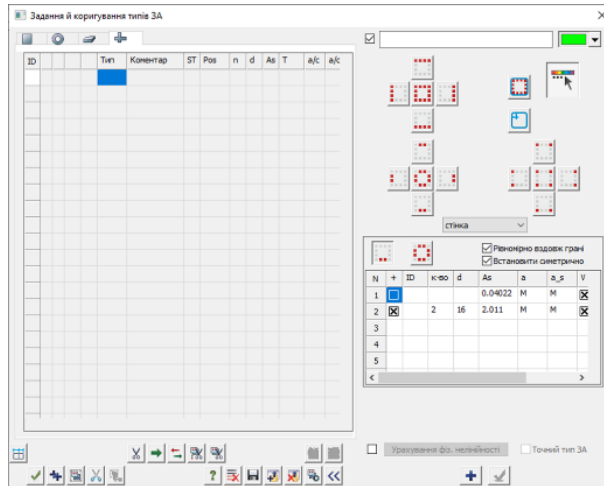 Задання й коригування типів ЗА
ID Тип Коментар ST Pos n d As T a/c a/c
стінка
Рівномірно вздовж грані
Встановити симетрично
N + ID к-во d As a a_s V
1 0.04022 M M
2 2 16 2.011 M M
3
4
5
Урахування фіз. нелінійності Точний тип ЗА